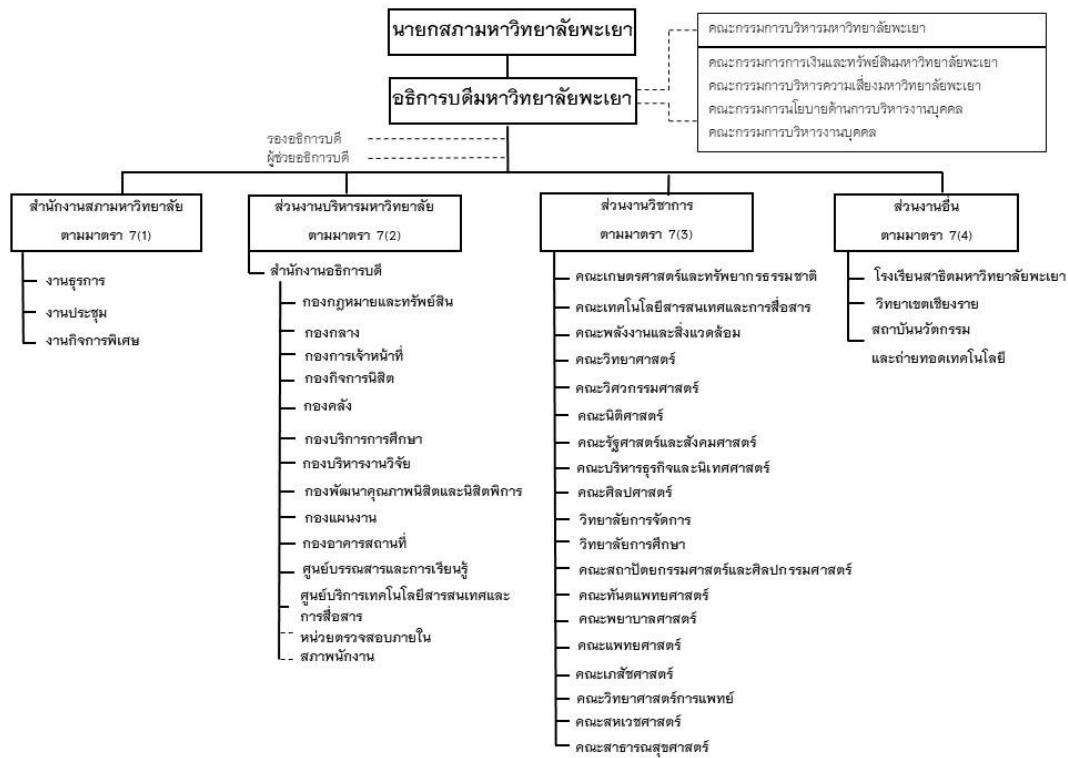 นายกสภามหาวิทยาลัยพะเยา
อธิการบดีมหาวิทยาลัยพะเยา
คณะกรรมการบริหารมหาวิทยาลัยพะเยา
คณะกรรมการการเงินและทรัพย์สินมหาวิทยาลัยพะเยา
คณะกรรมการบริหารความเสี่ยงมหาวิทยาลัยพะเยา
คณะกรรมการนโยบายด้านการบริหารงานบุคคล
คณะกรรมการบริหารงานบุคคล
รองอธิการบดี
ผู้ช่วยอธิการบดี
สำนักงานสภามหาวิทยาลัย
ตามมาตรา 7(1)
งานธุรการ
งานประชุม
งานกิจการพิเศษ
ส่วนงานบริหารมหาวิทยาลัย
ตามมาตรา 7(2)
สำนักงานอธิการบดี
กองกฎหมายและทรัพย์สิน
กองกลาง
กองการเจ้าหน้าที่
กองกิจการนิสิต
กองคลัง
กองบริการการศึกษา
กองบริหารงานวิจัย
กองพัฒนาคุณภาพนิสิตและนิสิตพิการ
กองแผนงาน
กองอาคารสถานที่
ศูนย์บรรณสารและการเรียนรู้
ศูนย์บริการเทคโนโลยีสารสนเทศและ
การสื่อสาร
หน่วยตรวจสอบภายใน
สภาพนักงาน
ส่วนงานวิชาการ
ตามมาตรา 7(3)
คณะเกษตรศาสตร์และทรัพยากรธรรมชาติ
คณะเทคโนโลยีสารสนเทศและการสื่อสาร
คณะพลังงานและสิ่งแวดล้อม
คณะวิทยาศาสตร์
คณะวิศวกรรมศาสตร์
คณะนิติศาสตร์
คณะรัฐศาสตร์และสังคมศาสตร์
คณะบริหารธุรกิจและนิเทศศาสตร์
คณะศิลปศาสตร์
วิทยาลัยการจัดการ
วิทยาลัยการศึกษา
คณะสถาปัตยกรรมศาสตร์และศิลปกรรมศาสตร์
คณะทันตแพทยศาสตร์
คณะพยาบาลศาสตร์
คณะแพทยศาสตร์
คณะเภสัชศาสตร์
คณะวิทยาศาสตร์การแพทย์
คณะสหเวชศาสตร์
คณะสาธารณสุขศาสตร์
ส่วนงานอื่น
ตามมาตรา 7(4)
โรงเรียนสาธิตมหาวิทยาลัยพะเยา
วิทยาเขตเชียงราย
สถาบันนวัตกรรม
และถ่ายทอดเทคโนโลยี